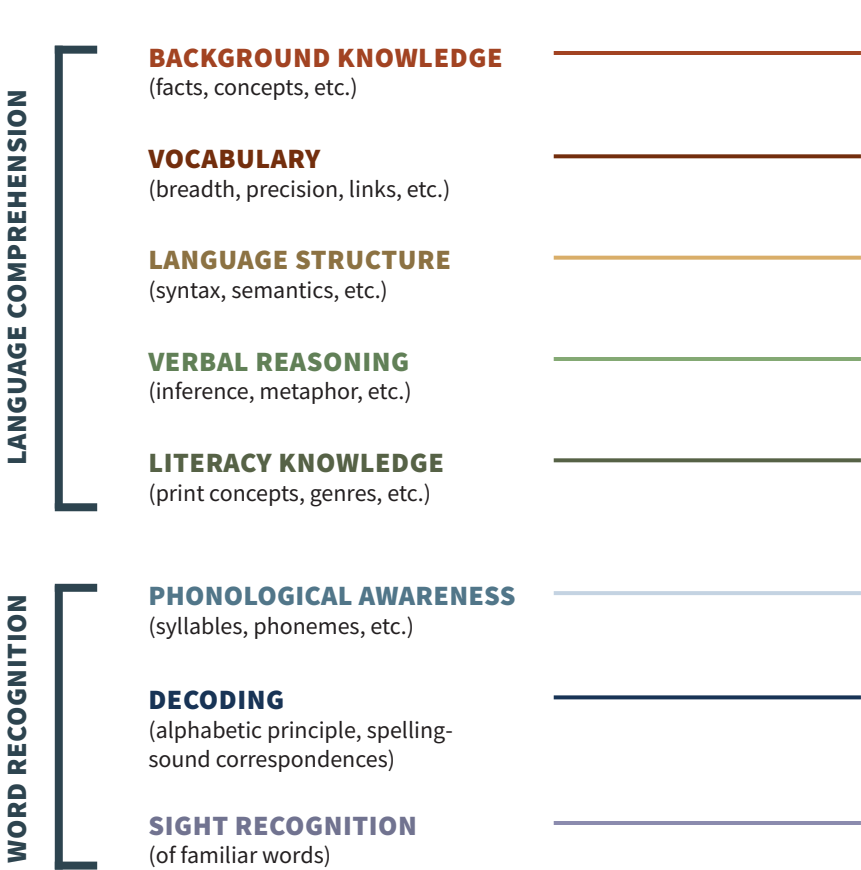 LANGUAGE COMPREHENSION
BACKGROUND KNOWLEDGE
(facts, concepts, etc.)
VOCABULARY
(breadth, precision, links, etc.)
LANGUAGE STRUCTURE
(syntax, semantics, etc.)
VERBAL REASONING
(inference, metaphor, etc.)
LITERACY KNOWLEDGE
(print concepts, genres, etc.)
WORD RECOGNITION
PHONOLOGICAL AWARENESS
(syllables, phonemes, etc.)
DECODING
(alphabetic principle, spelling-
sound correspondences)
SIGHT RECOGNITION
(of familiar words)